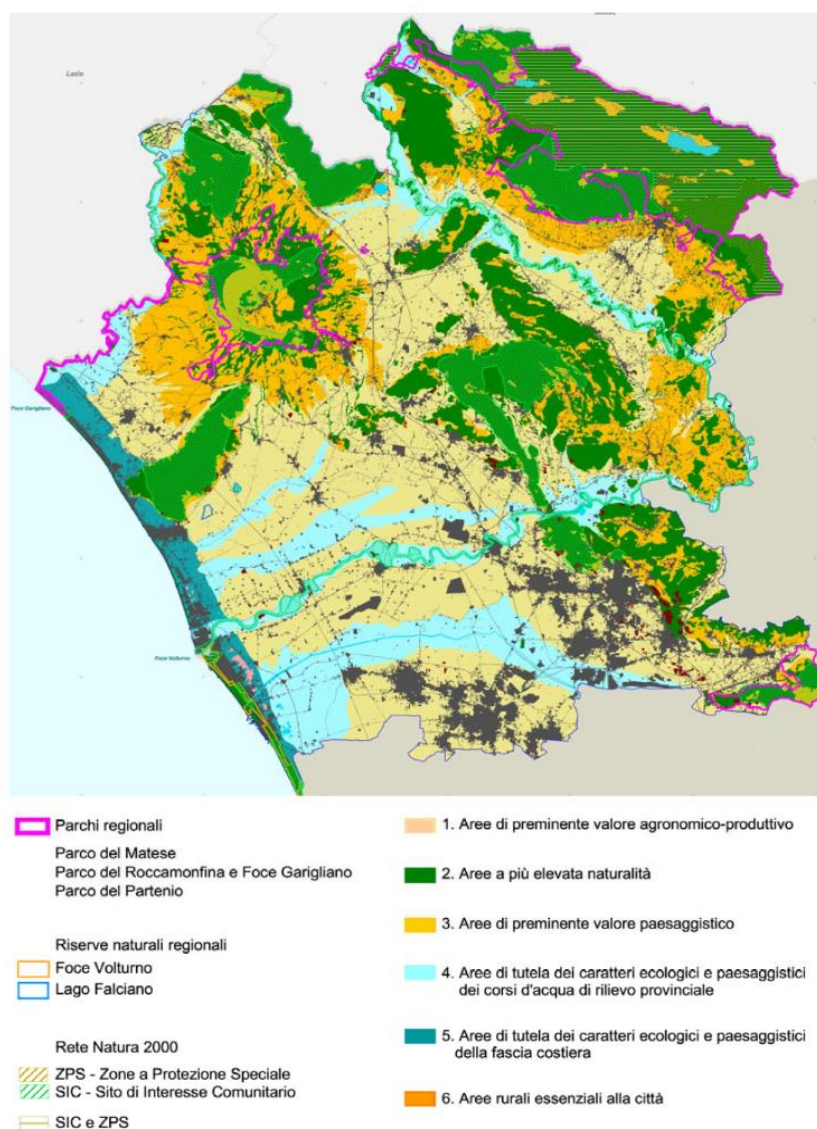 Lazio
Foce Garigliano
Foce Volturno
Parchi regionali
Parco del Matese
Parco del Roccamonfina e Foce Garigliano
Parco del Partenio
Riserve naturali regionali
Foce Volturno
Lago Falciano
Rete Natura 2000
ZPS - Zone a Protezione Speciale
SIC - Sito di Interesse Comunitario
SIC e ZPS
1. Aree di preminente valore agronomico-produttivo
2. Aree a più elevata naturalità
3. Aree di preminente valore paesaggistico
4. Aree di tutela dei caratteri ecologici e paesaggistici
dei corsi d'acqua di rilievo provinciale
5. Aree di tutela dei caratteri ecologici e paesaggistici
della fascia costiera
6. Aree rurali essenziali alla città